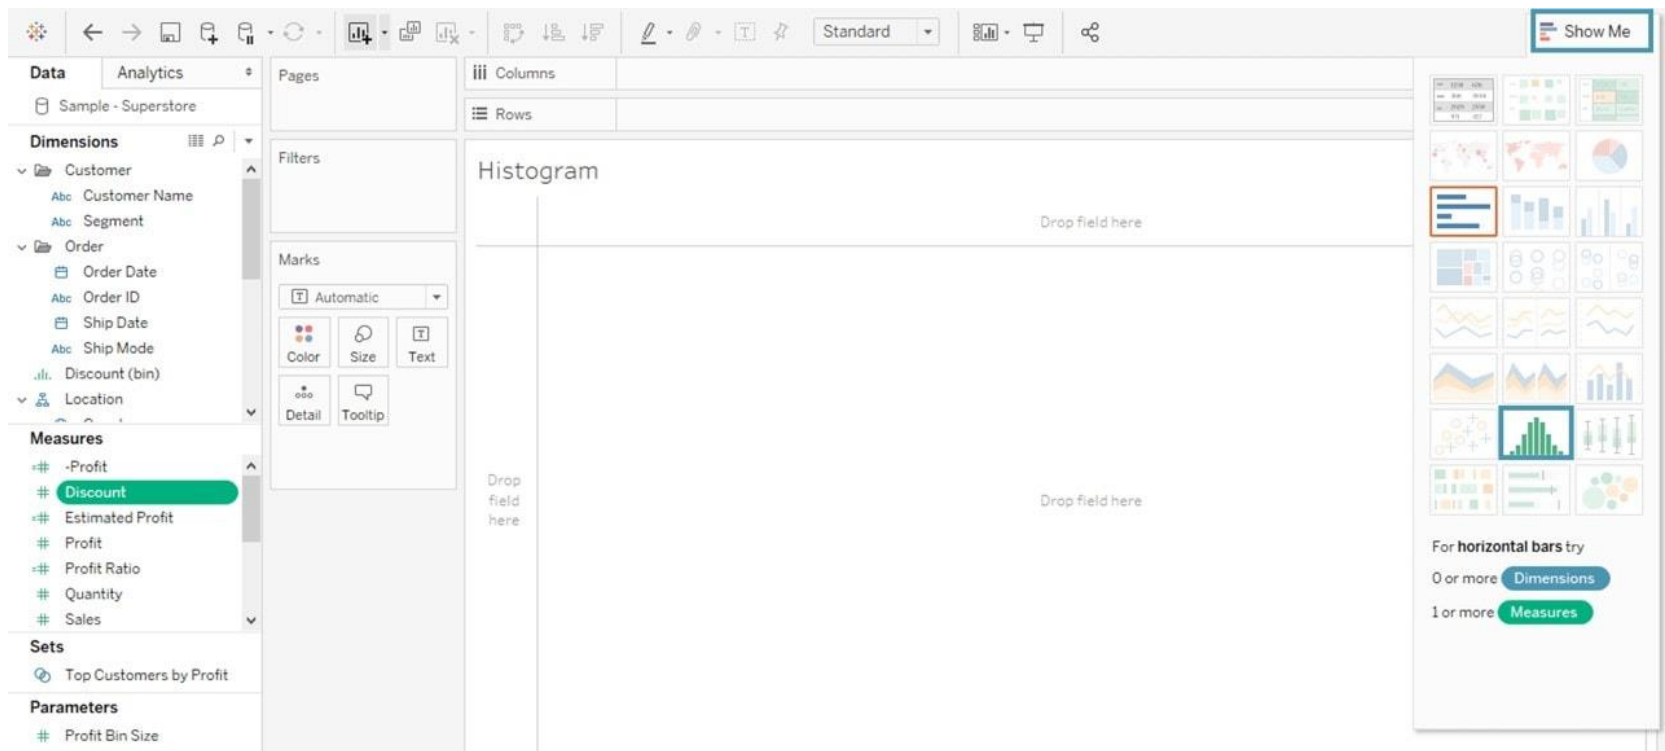 Standard
Show Me
Data
Analytics
Sample - Superstore
Dimensions
Customer
Abc Customer Name
Abc Segment
Order
Order Date
Abc Order ID
Ship Date
Abc Ship Mode
Discount (bin)
Location
Measures
=# -Profit
# Discount
=# Estimated Profit
# Profit
=# Profit Ratio
# Quantity
# Sales
Sets
Top Customers by Profit
Parameters
# Profit Bin Size
Pages
Filters
Marks
T Automatic
Color
Size
T
Text
Detail
Tooltip
Columns
Rows
Histogram
Drop field here
Drop
field
here
Drop field here
For horizontal bars try
0 or more Dimensions
1 or more Measures